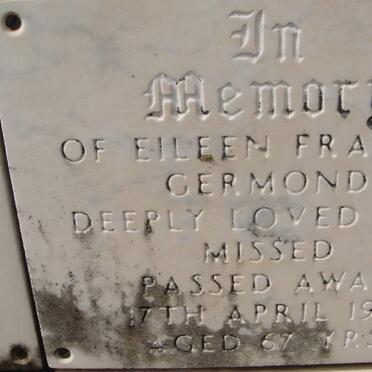 In
Memory
OF EILEEN FRA
GERMOND
DEEPLY LOVED
MISSED
PASSED AWA
17TH APRIL 19
AGED 67 YRS